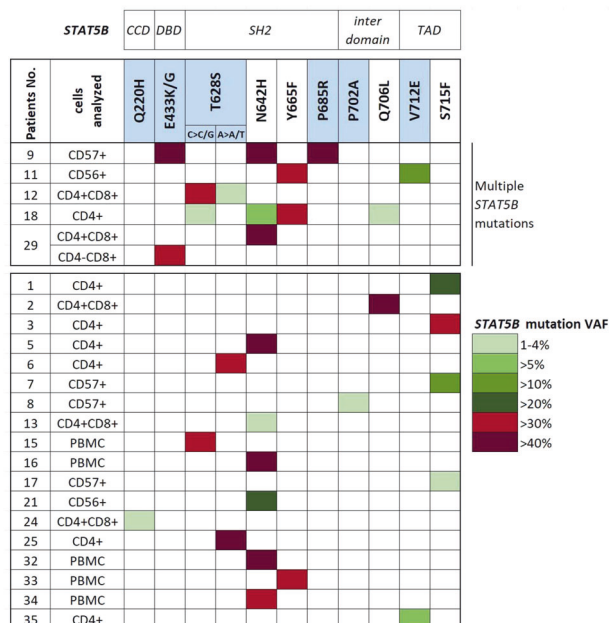 STAT5B CCD DBD SH2 inter domain TAD
Patients No. cells analyzed Q220H E433K/G T628S N642H Y665F P685R P702A Q706L V712E S715F
C>C/G A>A/T
9 CD57+
11 CD56+
12 CD4+CD8+
18 CD4+
29 CD4+CD8+
CD4-CD8+
Multiple
STAT5B
mutations
1 CD4+
2 CD4+CD8+
3 CD4+
5 CD4+
6 CD4+
7 CD57+
8 CD57+
13 CD4+CD8+
15 PBMC
16 PBMC
17 CD57+
21 CD56+
24 CD4+CD8+
25 CD4+
32 PBMC
33 PBMC
34 PBMC
35 CD4+
STAT5B mutation VAF
1-4%
>5%
>10%
>20%
>30%
>40%